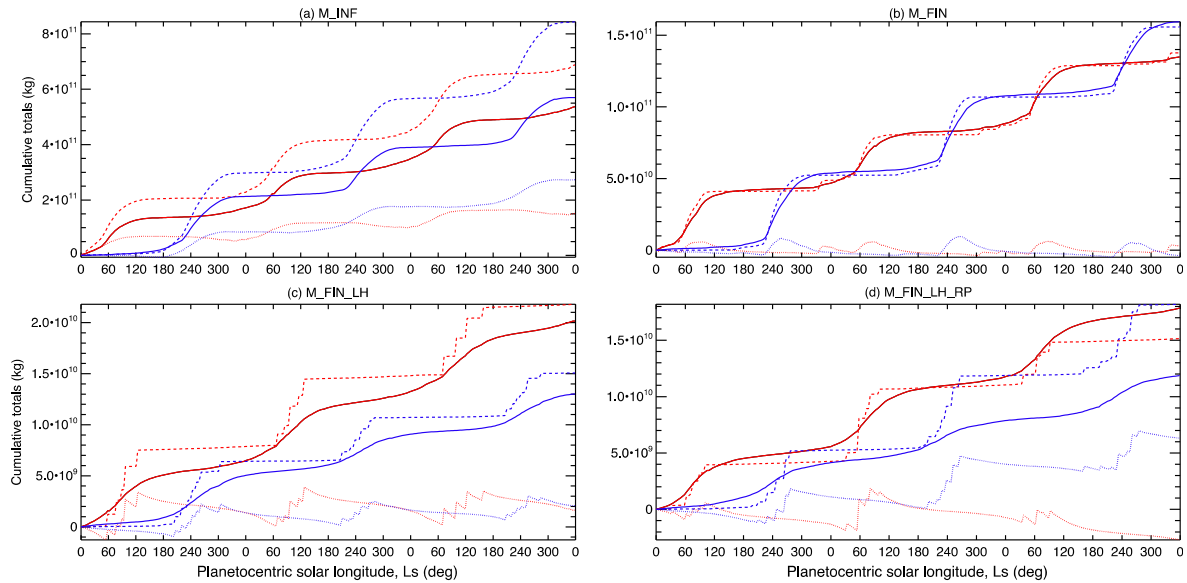 (a) M_INF
(b) M_FIN
Cumulative totals (kg)
8•10¹¹
6•10¹¹
4•10¹¹
2•10¹¹
0
1.5•10¹¹
1.0•10¹¹
5.0•10¹⁰
0
0 60 120 180 240 300 0 60 120 180 240 300 0 60 120 180 240 300 0
0 60 120 180 240 300 0 60 120 180 240 300 0 60 120 180 240 300 0
(c) M_FIN_LH
(d) M_FIN_LH_RP
Cumulative totals (kg)
2.0•10¹⁰
1.5•10¹⁰
1.0•10¹⁰
5.0•10⁹
0
1.5•10¹⁰
1.0•10¹⁰
5.0•10⁹
0
0 60 120 180 240 300 0 60 120 180 240 300 0 60 120 180 240 300 0
0 60 120 180 240 300 0 60 120 180 240 300 0 60 120 180 240 300 0
Planetocentric solar longitude, Ls (deg)
Planetocentric solar longitude, Ls (deg)